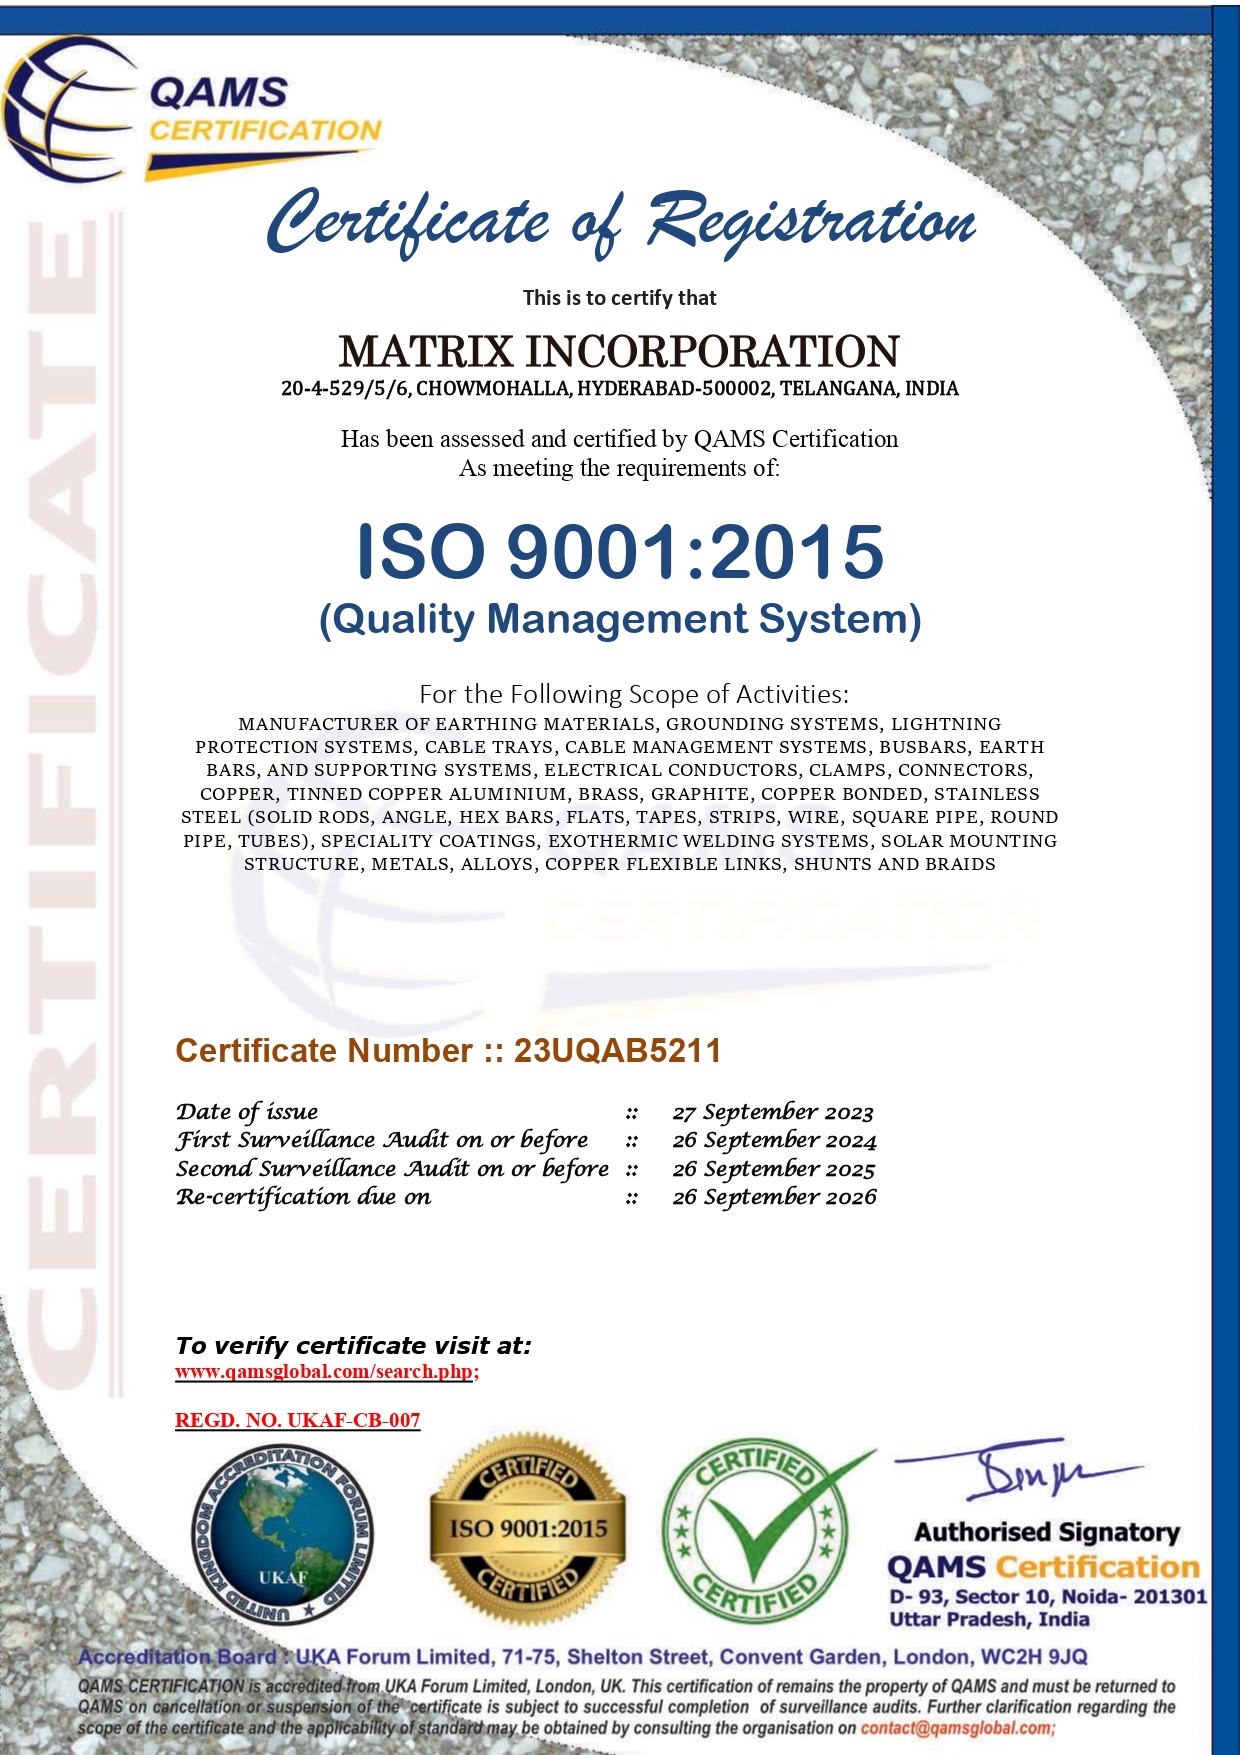 QAMS
CERTIFICATION
CERTIFICATE
Certificate of Registration
This is to certify that
MATRIX INCORPORATION
20-4-529/5/6, CHOWMOHALLA, HYDERABAD-500002, TELANGANA, INDIA
Has been assessed and certified by QAMS Certification
As meeting the requirements of:
ISO 9001:2015
(Quality Management System)
For the Following Scope of Activities:
MANUFACTURER OF EARTHING MATERIALS, GROUNDING SYSTEMS, LIGHTNING
PROTECTION SYSTEMS, CABLE TRAYS, CABLE MANAGEMENT SYSTEMS, BUSBARS, EARTH
BARS, AND SUPPORTING SYSTEMS, ELECTRICAL CONDUCTORS, CLAMPS, CONNECTORS,
COPPER, TINNED COPPER ALUMINIUM, BRASS, GRAPHITE, COPPER BONDED, STAINLESS
STEEL (SOLID RODS, ANGLE, HEX BARS, FLATS, TAPES, STRIPS, WIRE, SQUARE PIPE, ROUND
PIPE, TUBES), SPECIALITY COATINGS, EXOTHERMIC WELDING SYSTEMS, SOLAR MOUNTING
STRUCTURE, METALS, ALLOYS, COPPER FLEXIBLE LINKS, SHUNTS AND BRAIDS
QAMS
CERTIFICATION
Certificate Number :: 23UQAB5211
Date of issue :: 27 September 2023
First Surveillance Audit on or before :: 26 September 2024
Second Surveillance Audit on or before :: 26 September 2025
Re-certification due on :: 26 September 2026
To verify certificate visit at:
www.qamsglobal.com/search.php;
REGD. NO. UKAF-CB-007
UNITED KINGDOM ACCREDITATION FORUM LIMITED
UKAF
CERTIFIED
ISO 9001:2015
CERTIFIED
CERTIFIED
CERTIFIED
Authorised Signatory
QAMS Certification
D- 93, Sector 10, Noida- 201301
Uttar Pradesh, India
Accreditation Board : UKA Forum Limited, 71-75, Shelton Street, Convent Garden, London, WC2H 9JQ
QAMS CERTIFICATION is accredited from UKA Forum Limited, London, UK. This certification of remains the property of QAMS and must be returned to
QAMS on cancellation or suspension of the certificate is subject to successful completion of surveillance audits. Further clarification regarding the
scope of the certificate and the applicability of standard may be obtained by consulting the organisation on contact@qamsglobal.com;